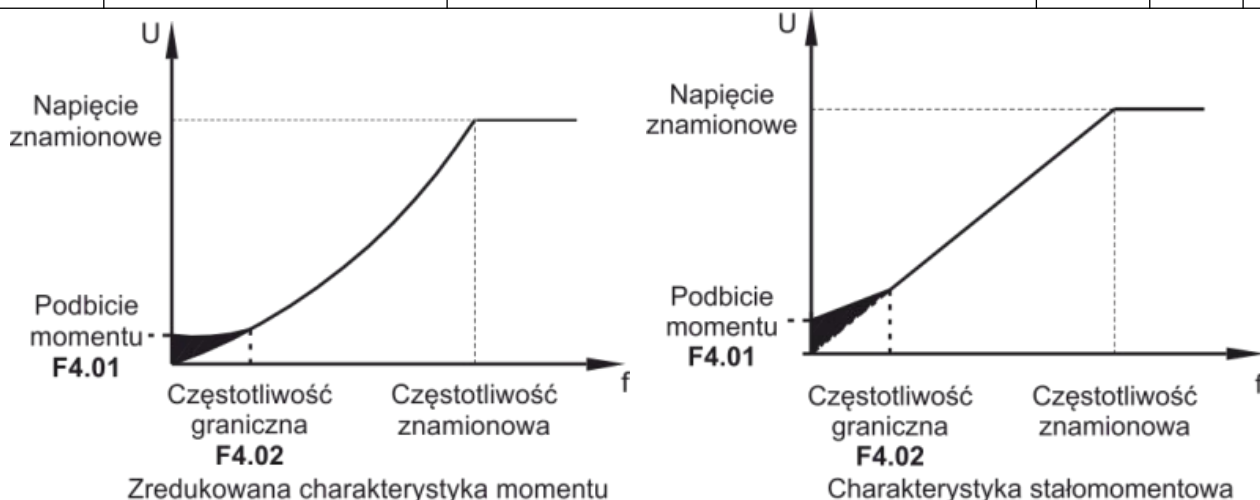 U
Napięcie
znamionowe
Podbicie
momentu
F4.01
f
Częstotliwość
graniczna
F4.02
Częstotliwość
znamionowa
Zredukowana charakterystyka momentu
U
Napięcie
znamionowe
Podbicie
momentu
F4.01
f
Częstotliwość
graniczna
F4.02
Częstotliwość
znamionowa
Charakterystyka stałomomentowa